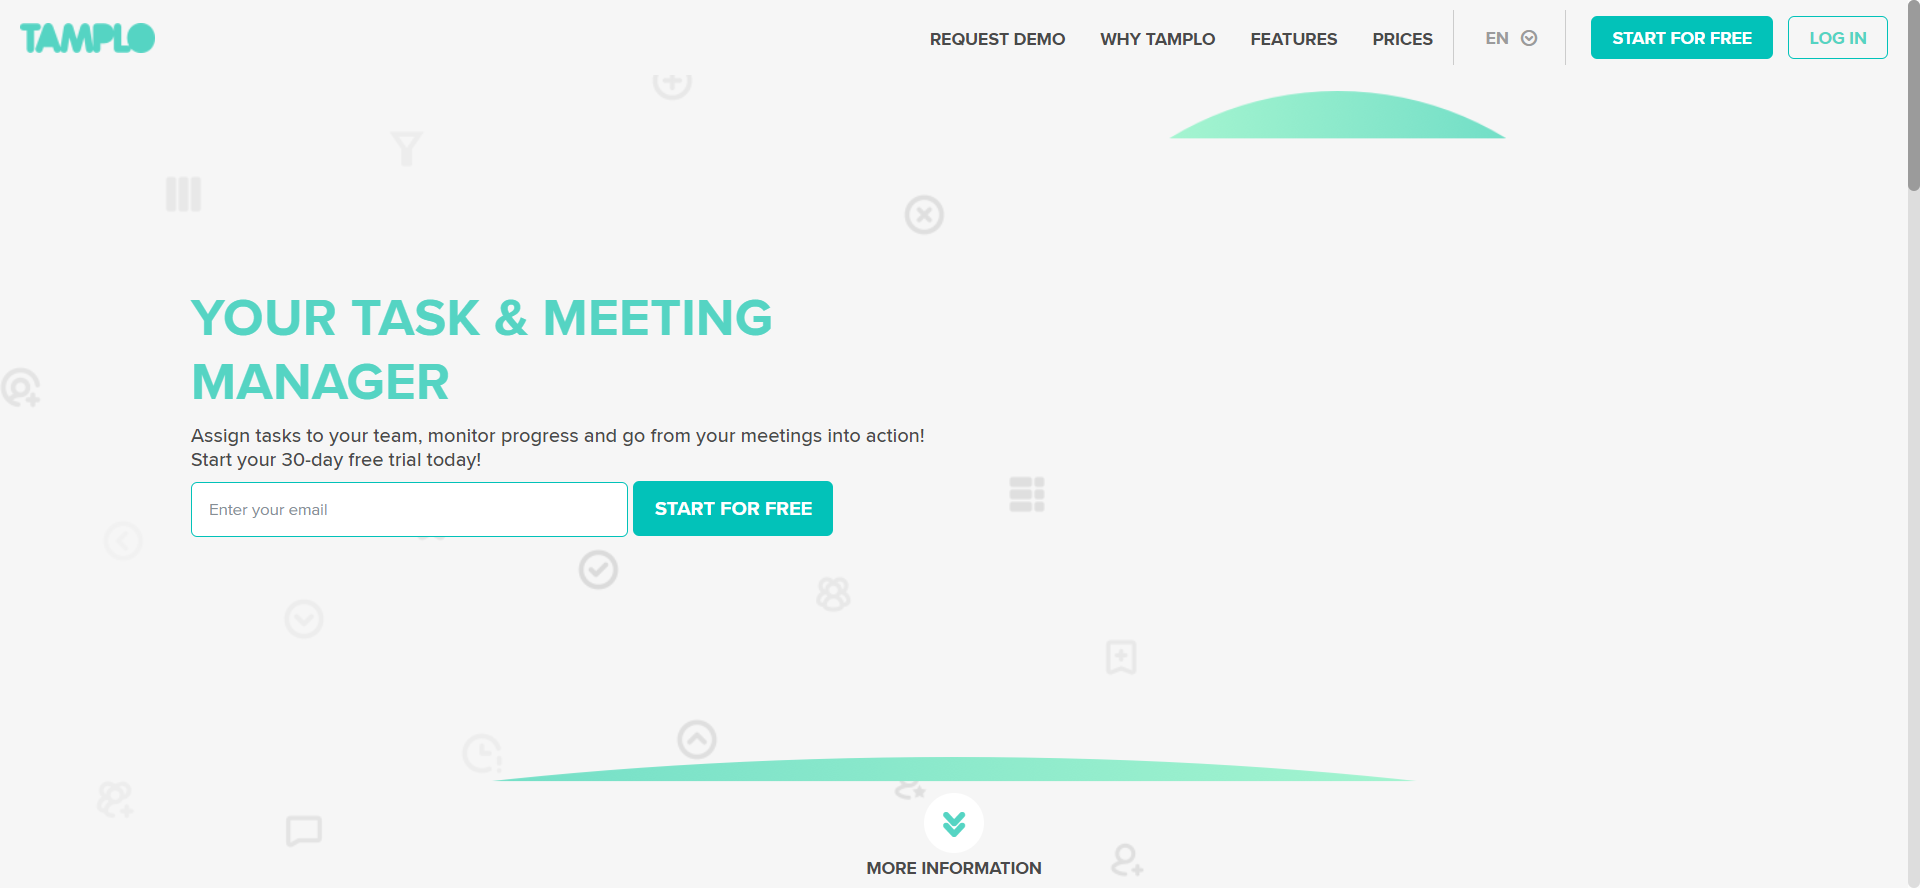 TAMPLO
REQUEST DEMO
WHY TAMPLO
FEATURES
PRICES
EN
START FOR FREE
LOG IN
YOUR TASK & MEETING
MANAGER
Assign tasks to your team, monitor progress and go from your meetings into action!
Start your 30-day free trial today!
Enter your email
START FOR FREE
MORE INFORMATION